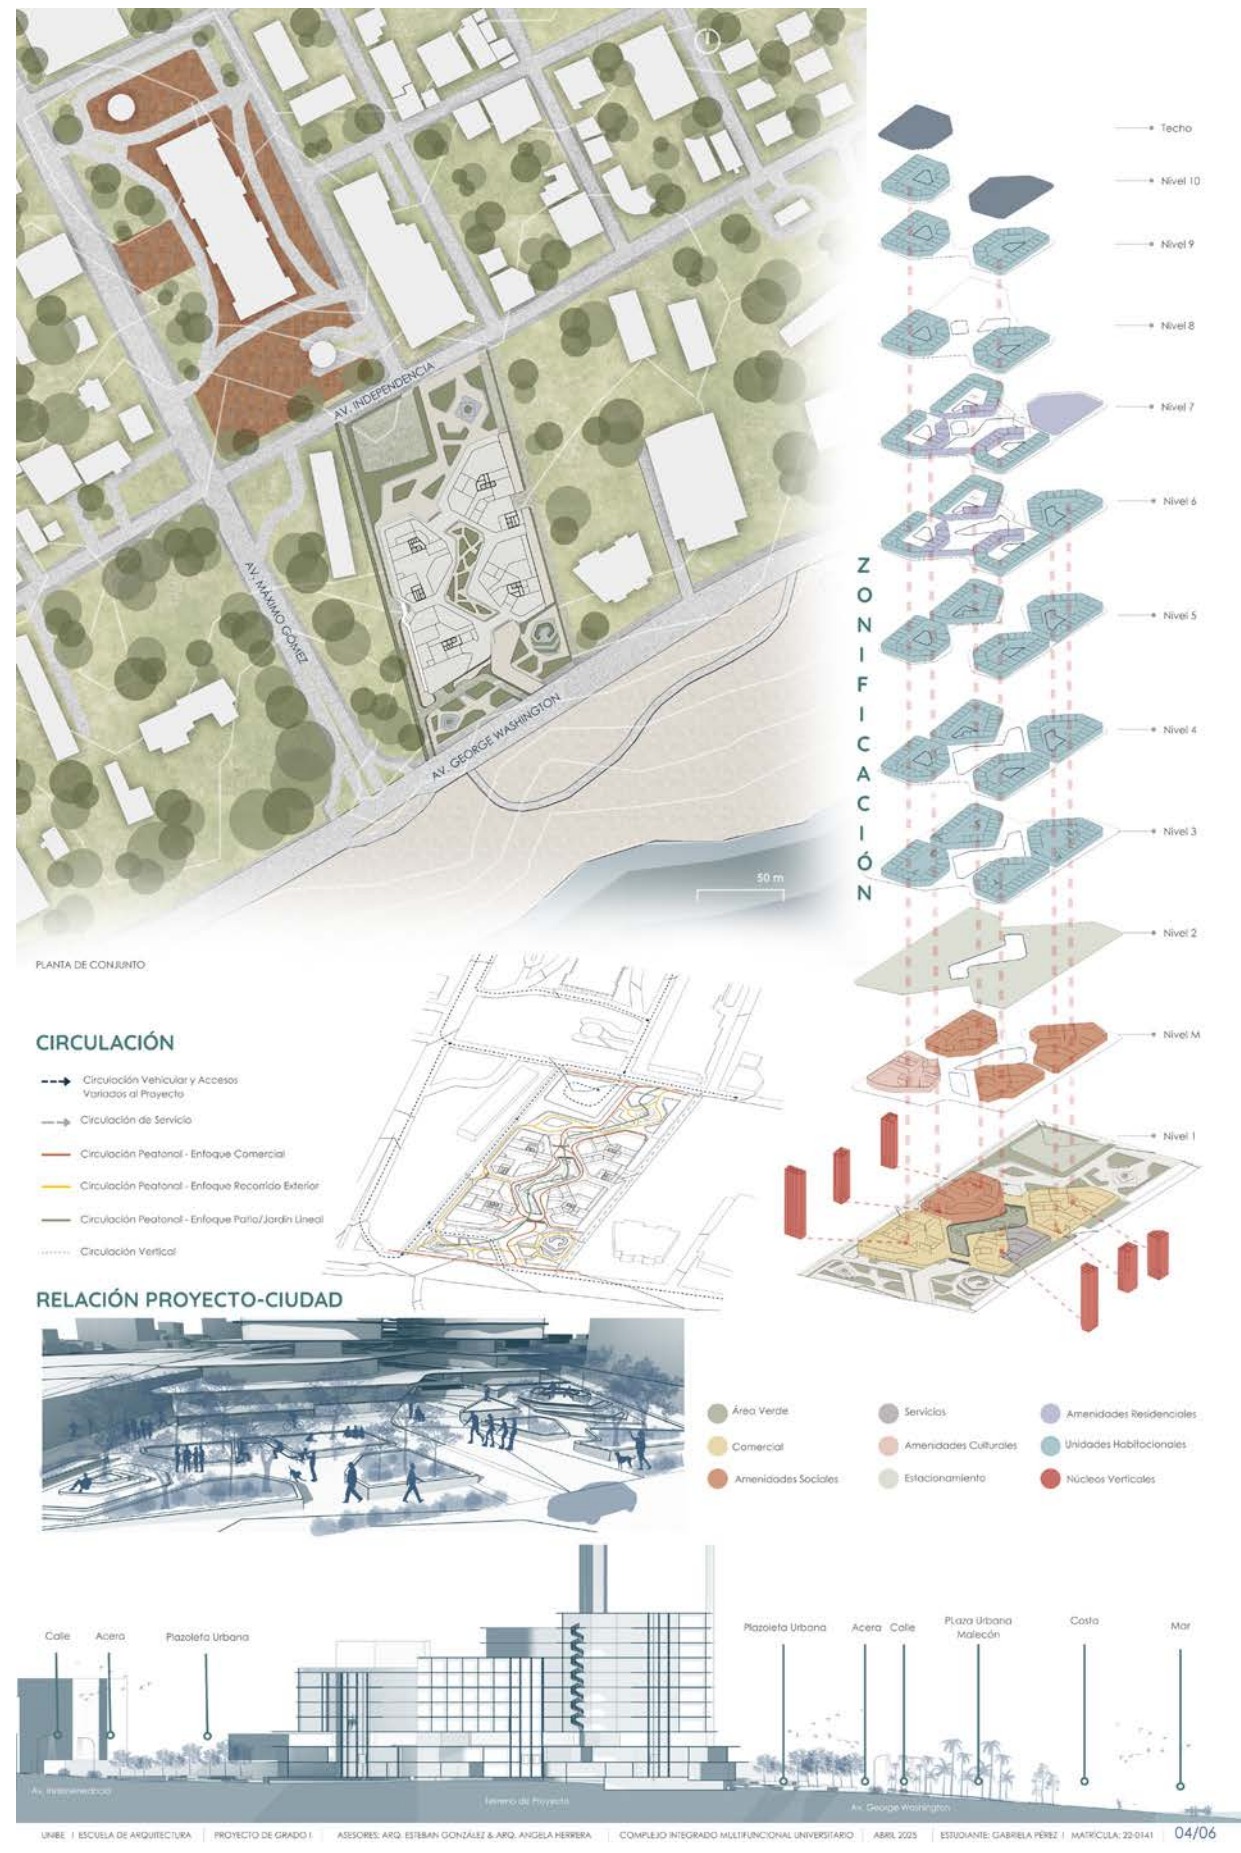 AV. INDEPENDENCIA
AV. MÁXIMO GÓMEZ
AV. GEORGE WASHINGTON
50 m
PLANTA DE CONJUNTO
ZONIFICACIÓN
Techo
Nivel 10
Nivel 9
Nivel 8
Nivel 7
Nivel 6
Nivel 5
Nivel 4
Nivel 3
Nivel 2
Nivel M
Nivel 1
CIRCULACIÓN
Circulación Vehicular y Accesos
Variados al Proyecto
Circulación de Servicio
Circulación Peatonal - Enfoque Comercial
Circulación Peatonal - Enfoque Recorrido Exterior
Circulación Peatonal - Enfoque Patio/Jardín Lineal
Circulación Vertical
RELACIÓN PROYECTO-CIUDAD
Área Verde
Servicios
Amenidades Residenciales
Comercial
Amenidades Culturales
Unidades Habitacionales
Amenidades Sociales
Estacionamiento
Núcleos Verticales
Calle
Acera
Plazoleta Urbana
Plazoleta Urbana
Acera
Calle
PLaza Urbana
Malecón
Costa
Mar
Av. Independencia
Terreno de Proyecto
Av. George Washington
UNIBE | ESCUELA DE ARQUITECTURA | PROYECTO DE GRADO I | ASESORES: ARQ. ESTEBAN GONZÁLEZ & ARQ. ANGELA HERRERA | COMPLEJO INTEGRADO MULTIFUNCIONAL UNIVERSITARIO | ABRIL 2025 | ESTUDIANTE: GABRIELA PÉREZ | MATRÍCULA: 22-0141 | 04/06